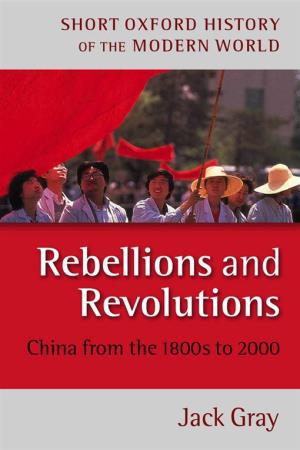 SHORT OXFORD HISTORY
OF THE MODERN WORLD
Rebellions and
Revolutions
China from the 1800s to 2000
Jack Gray